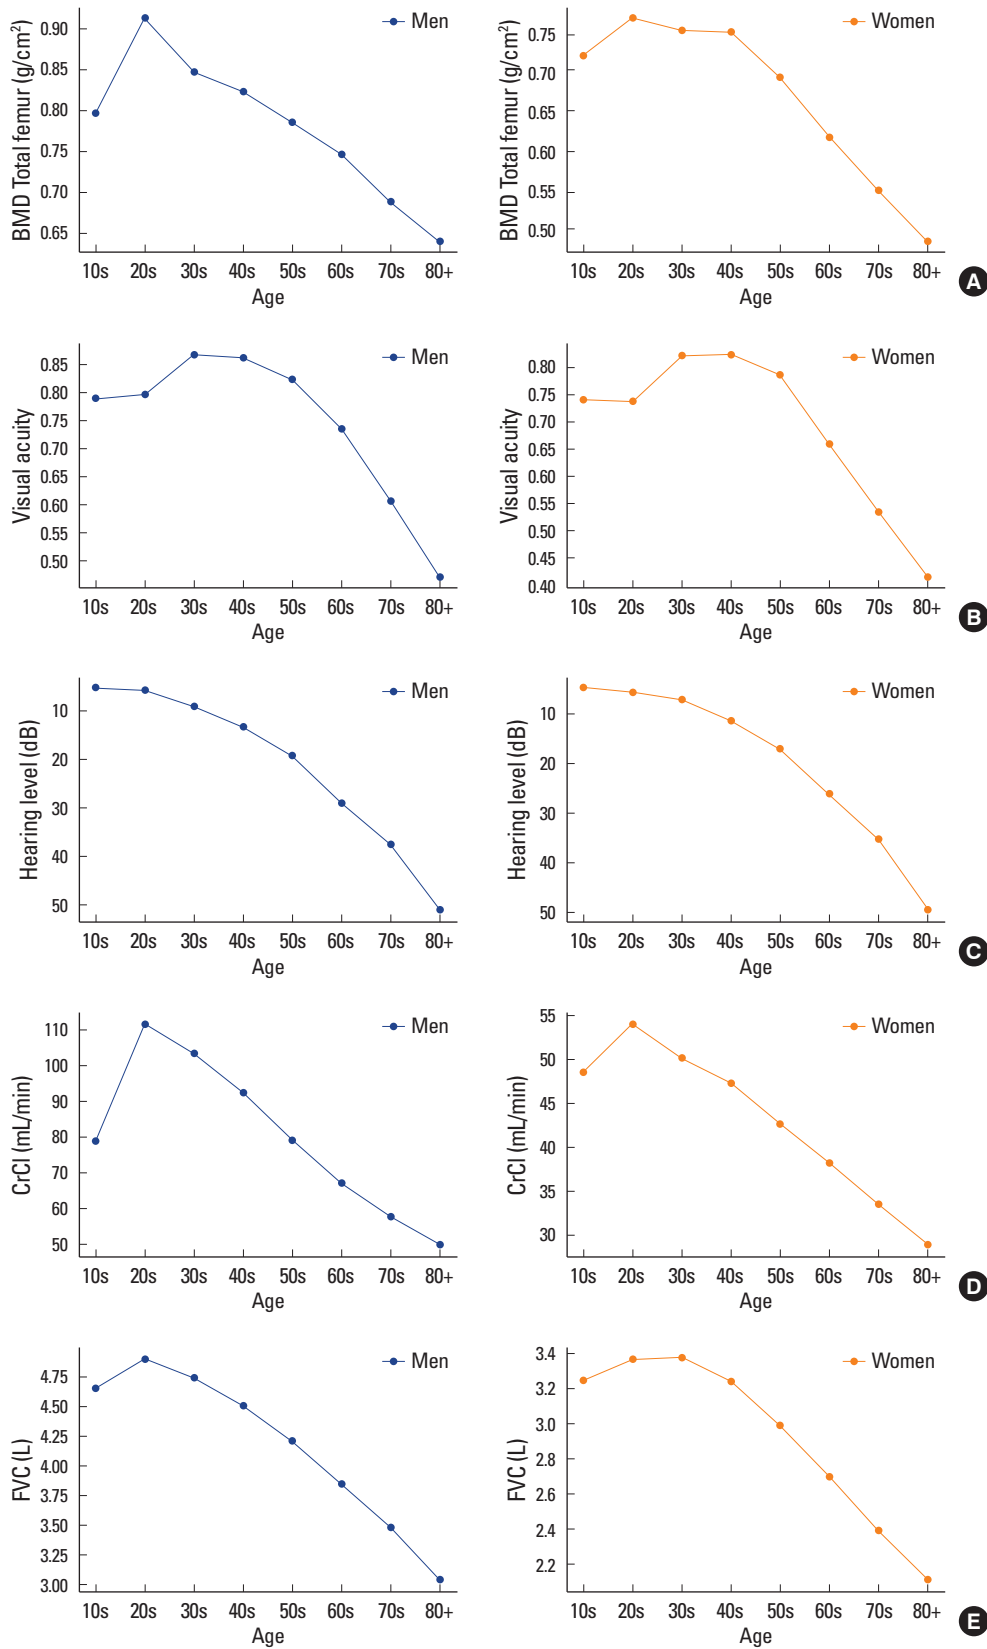 BMD Total femur (g/cm²)
0.90
0.85
0.80
0.75
0.70
0.65
Men
10s 20s 30s 40s 50s 60s 70s 80+
Age
BMD Total femur (g/cm²)
0.75
0.70
0.65
0.60
0.55
0.50
Women
10s 20s 30s 40s 50s 60s 70s 80+
Age
A
Visual acuity
0.85
0.80
0.75
0.70
0.65
0.60
0.55
0.50
Men
10s 20s 30s 40s 50s 60s 70s 80+
Age
Visual acuity
0.80
0.75
0.70
0.65
0.60
0.55
0.50
0.45
0.40
Women
10s 20s 30s 40s 50s 60s 70s 80+
Age
B
Hearing level (dB)
10
20
30
40
50
Men
10s 20s 30s 40s 50s 60s 70s 80+
Age
Hearing level (dB)
10
20
30
40
50
Women
10s 20s 30s 40s 50s 60s 70s 80+
Age
C
CrCl (mL/min)
110
100
90
80
70
60
50
Men
10s 20s 30s 40s 50s 60s 70s 80+
Age
CrCl (mL/min)
55
50
45
40
35
30
Women
10s 20s 30s 40s 50s 60s 70s 80+
Age
D
FVC (L)
4.75
4.50
4.25
4.00
3.75
3.50
3.25
3.00
Men
10s 20s 30s 40s 50s 60s 70s 80+
Age
FVC (L)
3.4
3.2
3.0
2.8
2.6
2.4
2.2
Women
10s 20s 30s 40s 50s 60s 70s 80+
Age
E